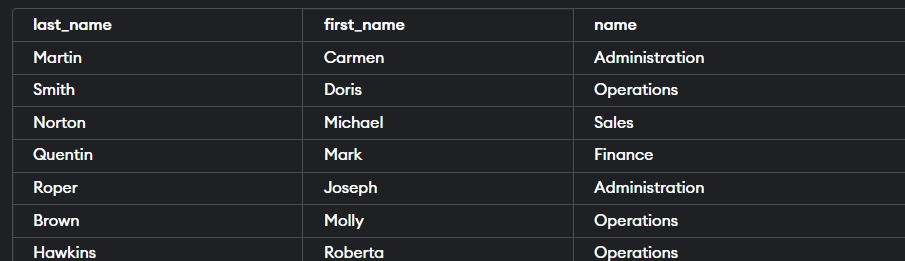 last_name first_name name
Martin Carmen Administration
Smith Doris Operations
Norton Michael Sales
Quentin Mark Finance
Roper Joseph Administration
Brown Molly Operations
Hawkins Roberta Operations